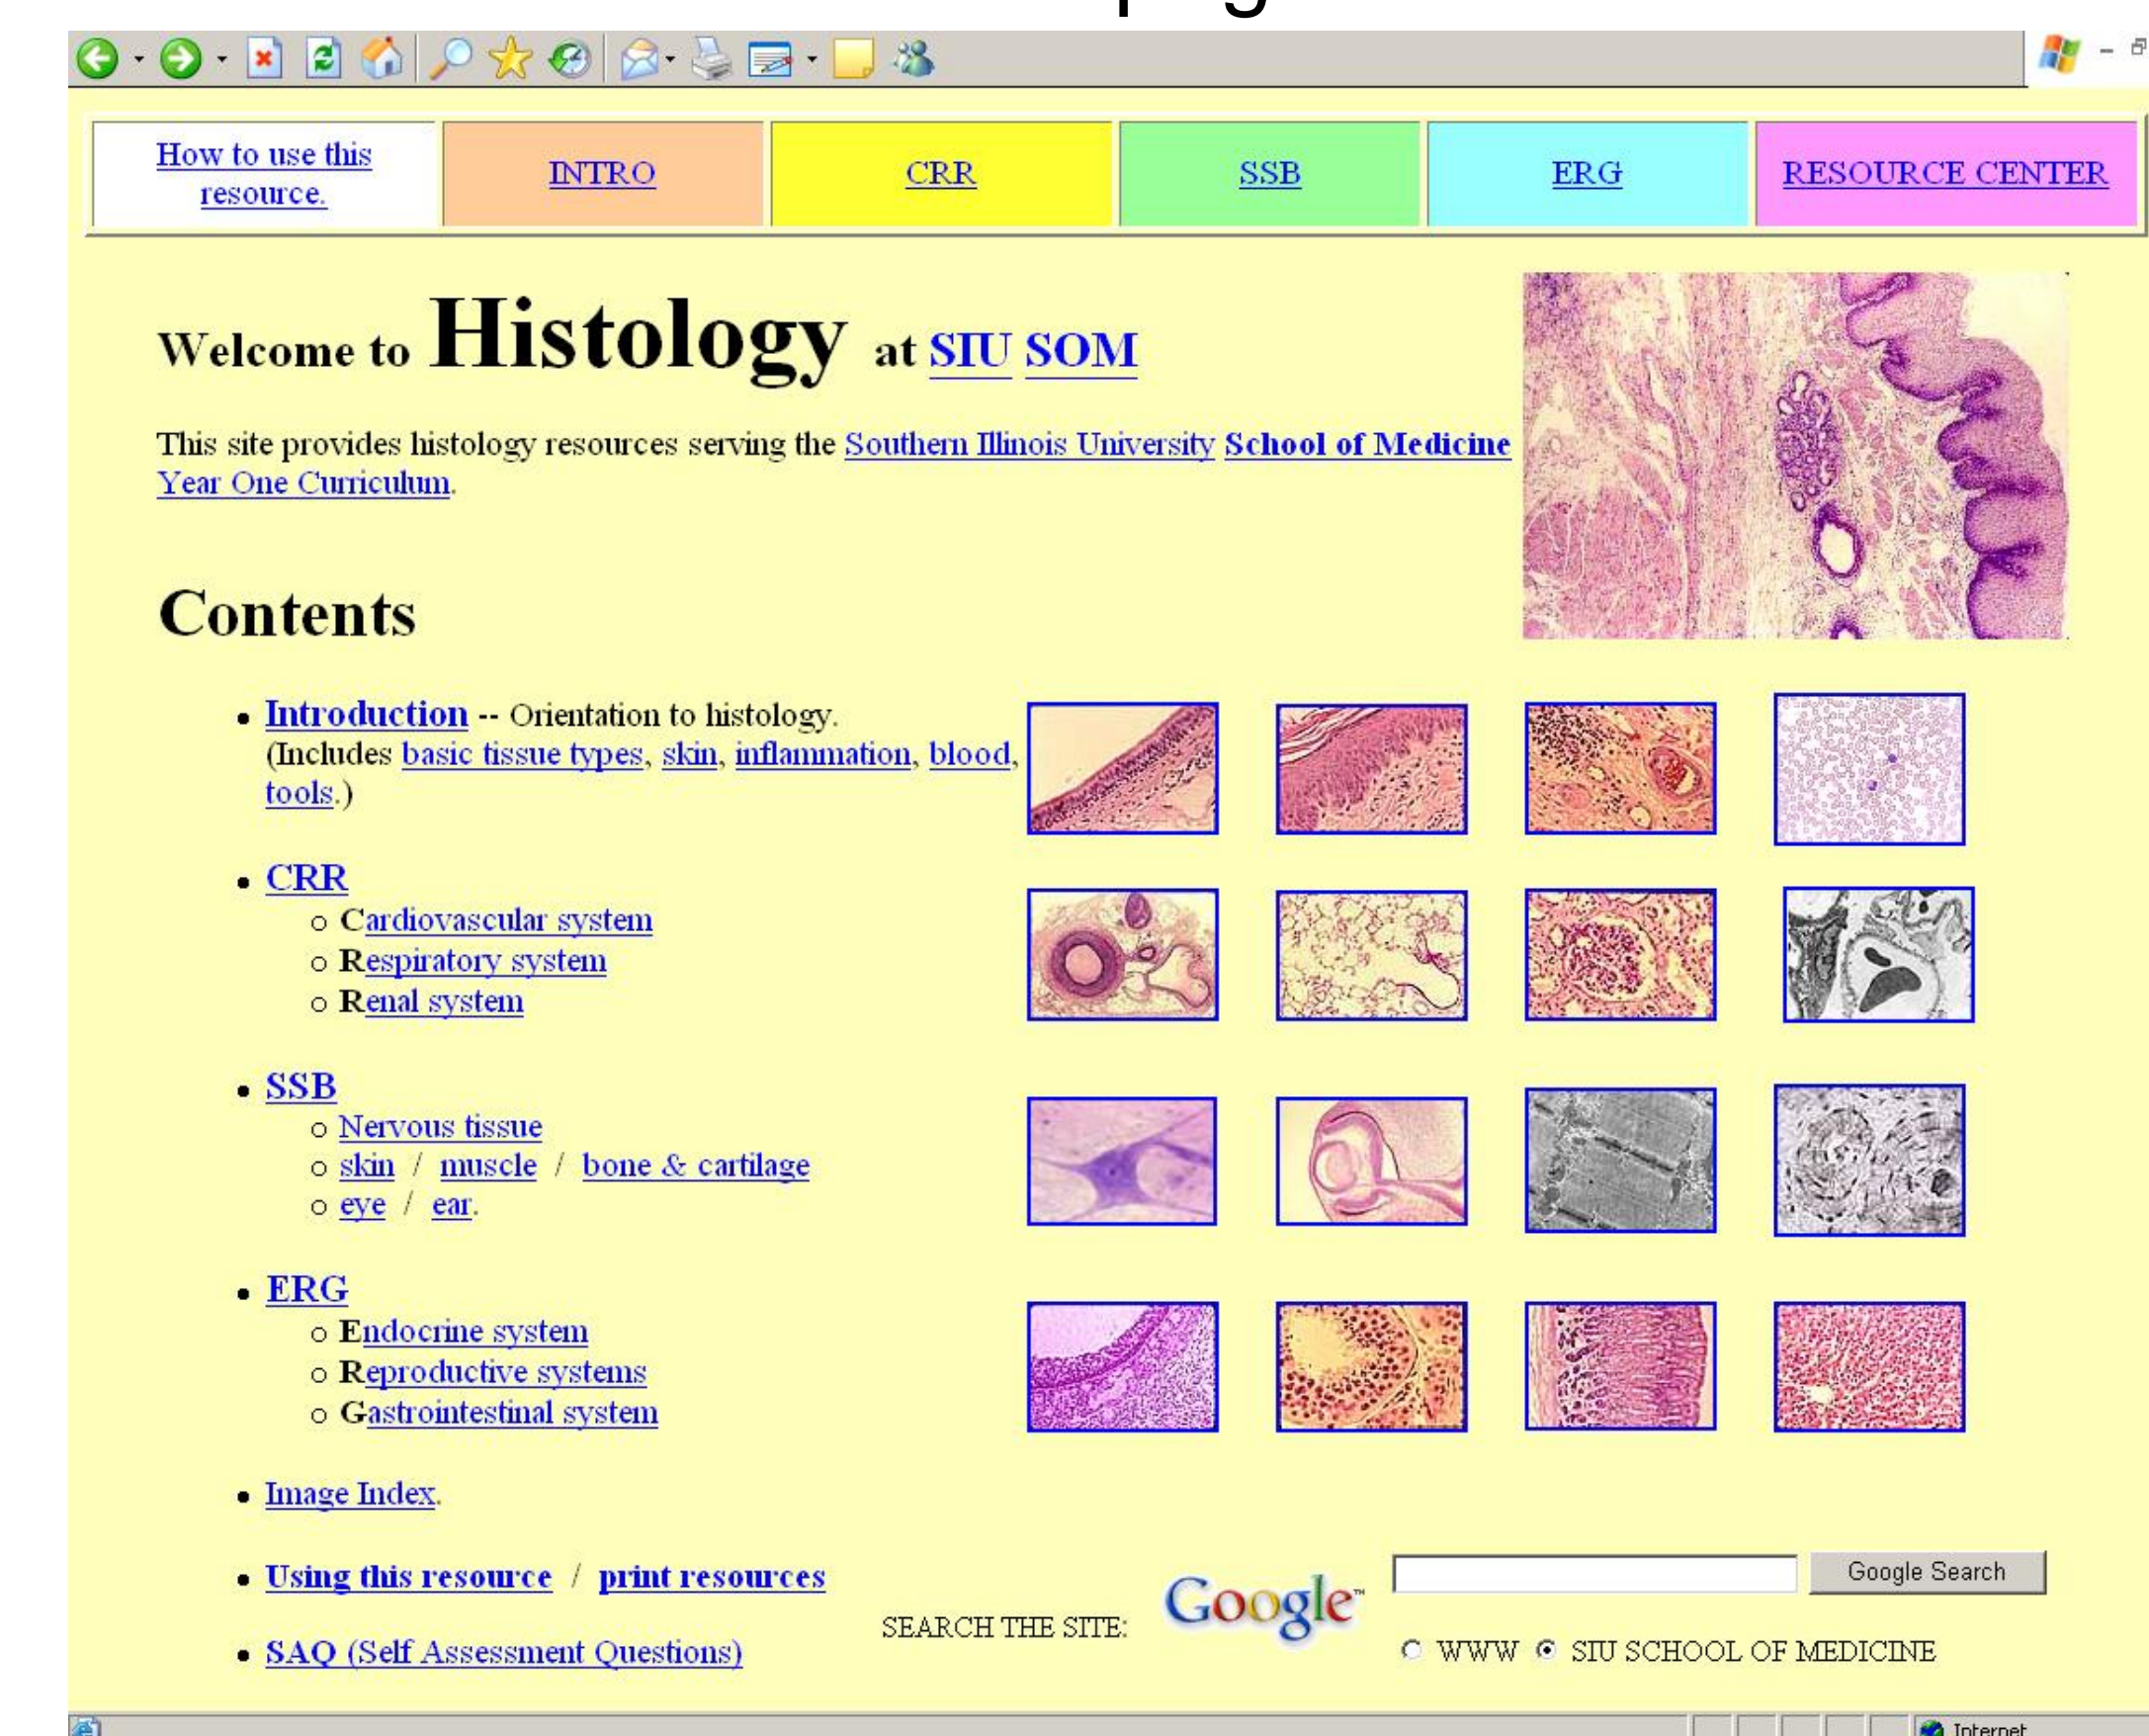 How to use this
resource.
INTRO
CRR
SSB
ERG
RESOURCE CENTER
Welcome to Histology at SIU SOM
This site provides histology resources serving the Southern Illinois University School of Medicine
Year One Curriculum.
Contents
Introduction -- Orientation to histology.
(Includes basic tissue types, skin, inflammation, blood,
tools.)
CRR
Cardiovascular system
Respiratory system
Renal system
SSB
Nervous tissue
skin / muscle / bone & cartilage
eye / ear.
ERG
Endocrine system
Reproductive systems
Gastrointestinal system
Image Index.
Using this resource / print resources
SAQ (Self Assessment Questions)
SEARCH THE SITE:
Google™
Google Search
WWW SIU SCHOOL OF MEDICINE
Internet